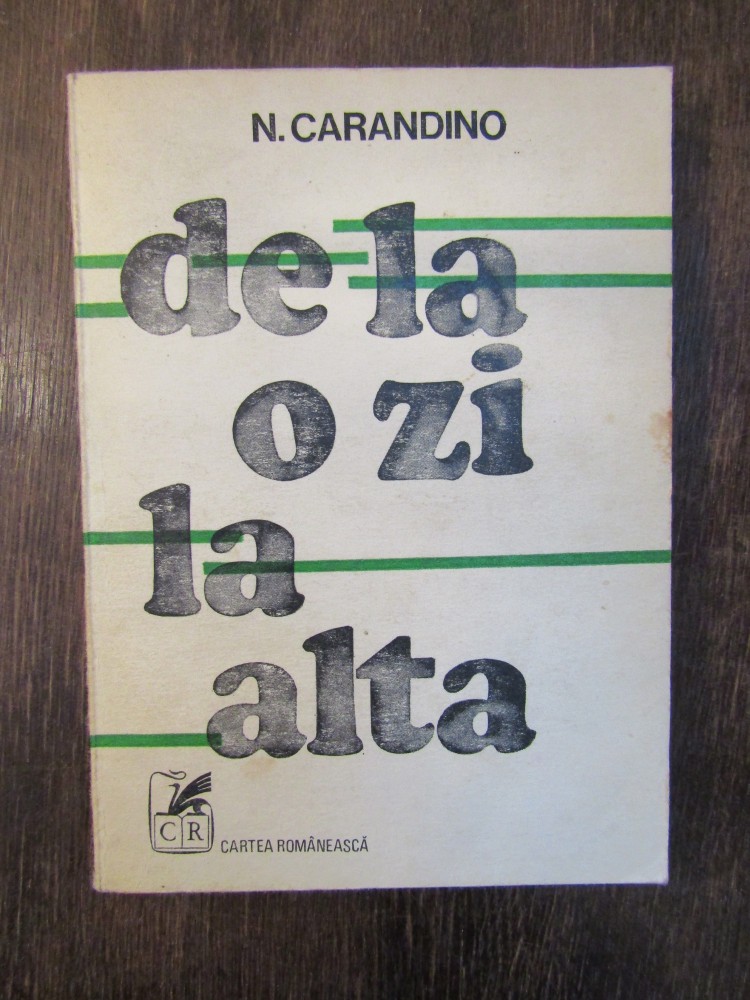 N. CARANDINO
de la
o zi
la
alta
CR
CARTEA ROMÂNEASCĂ